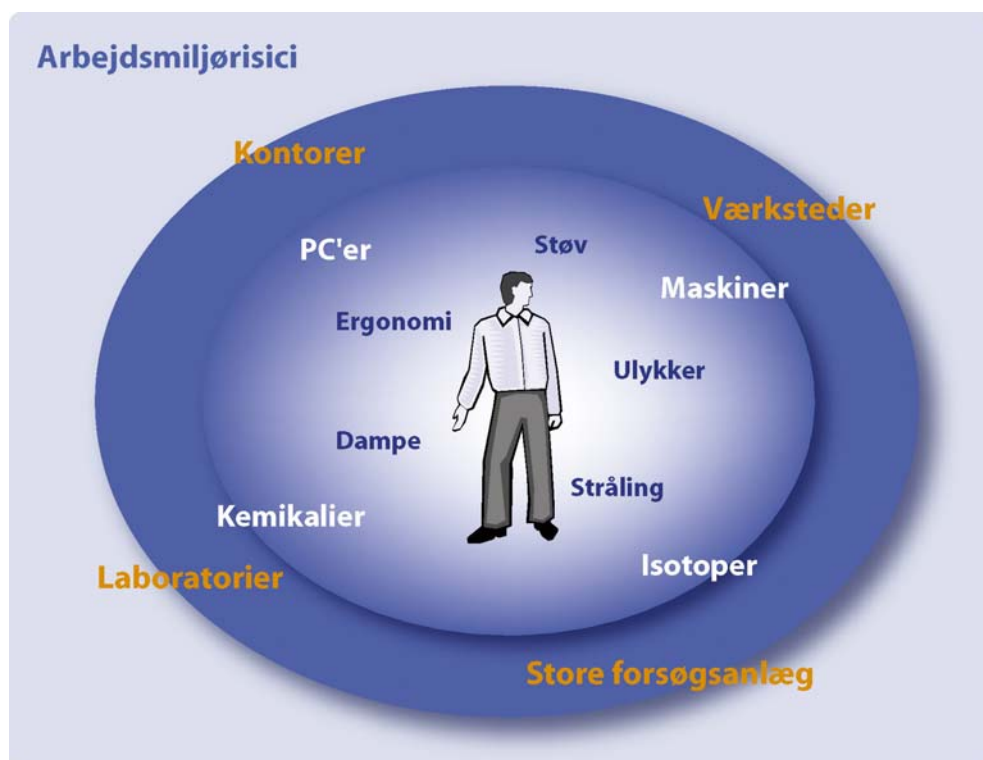 Arbejdsmiljørisici
Kontorer
Værksteder
PC'er
Støv
Maskiner
Ergonomi
Ulykker
Dampe
Stråling
Kemikalier
Isotoper
Laboratorier
Store forsøgsanlæg